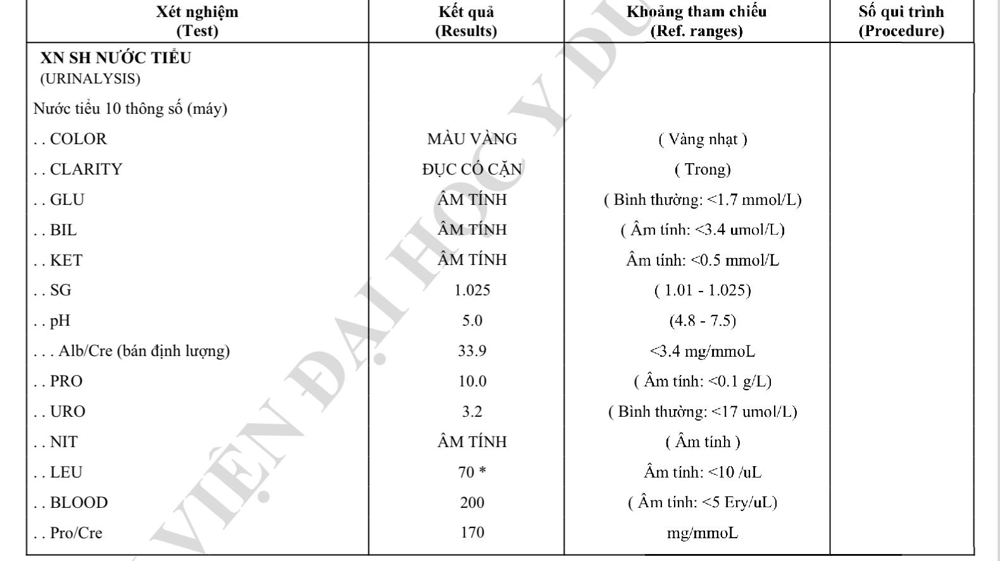 Xét nghiệm Kết quả Khoảng tham chiếu Số qui trình
(Test) (Results) (Ref. ranges) (Procedure)
XN SH NƯỚC TIỂU
(URINALYSIS)
Nước tiểu 10 thông số (máy)
. . COLOR MÀU VÀNG ( Vàng nhạt )
. . CLARITY ĐỤC CÓ CẶN ( Trong)
. . GLU ÂM TÍNH ( Bình thường: <1.7 mmol/L)
. . BIL ÂM TÍNH ( Âm tính: <3.4 umol/L)
. . KET ÂM TÍNH Âm tính: <0.5 mmol/L
. . SG 1.025 ( 1.01 - 1.025)
. . pH 5.0 (4.8 - 7.5)
. . . Alb/Cre (bán định lượng) 33.9 <3.4 mg/mmoL
. . PRO 10.0 ( Âm tính: <0.1 g/L)
. . URO 3.2 ( Bình thường: <17 umol/L)
. . NIT ÂM TÍNH ( Âm tính )
. . LEU 70 * Âm tính: <10 /uL
. . BLOOD 200 ( Âm tính: <5 Ery/uL)
. . Pro/Cre 170 mg/mmoL
VIỆN ĐẠI HỌC Y DƯ